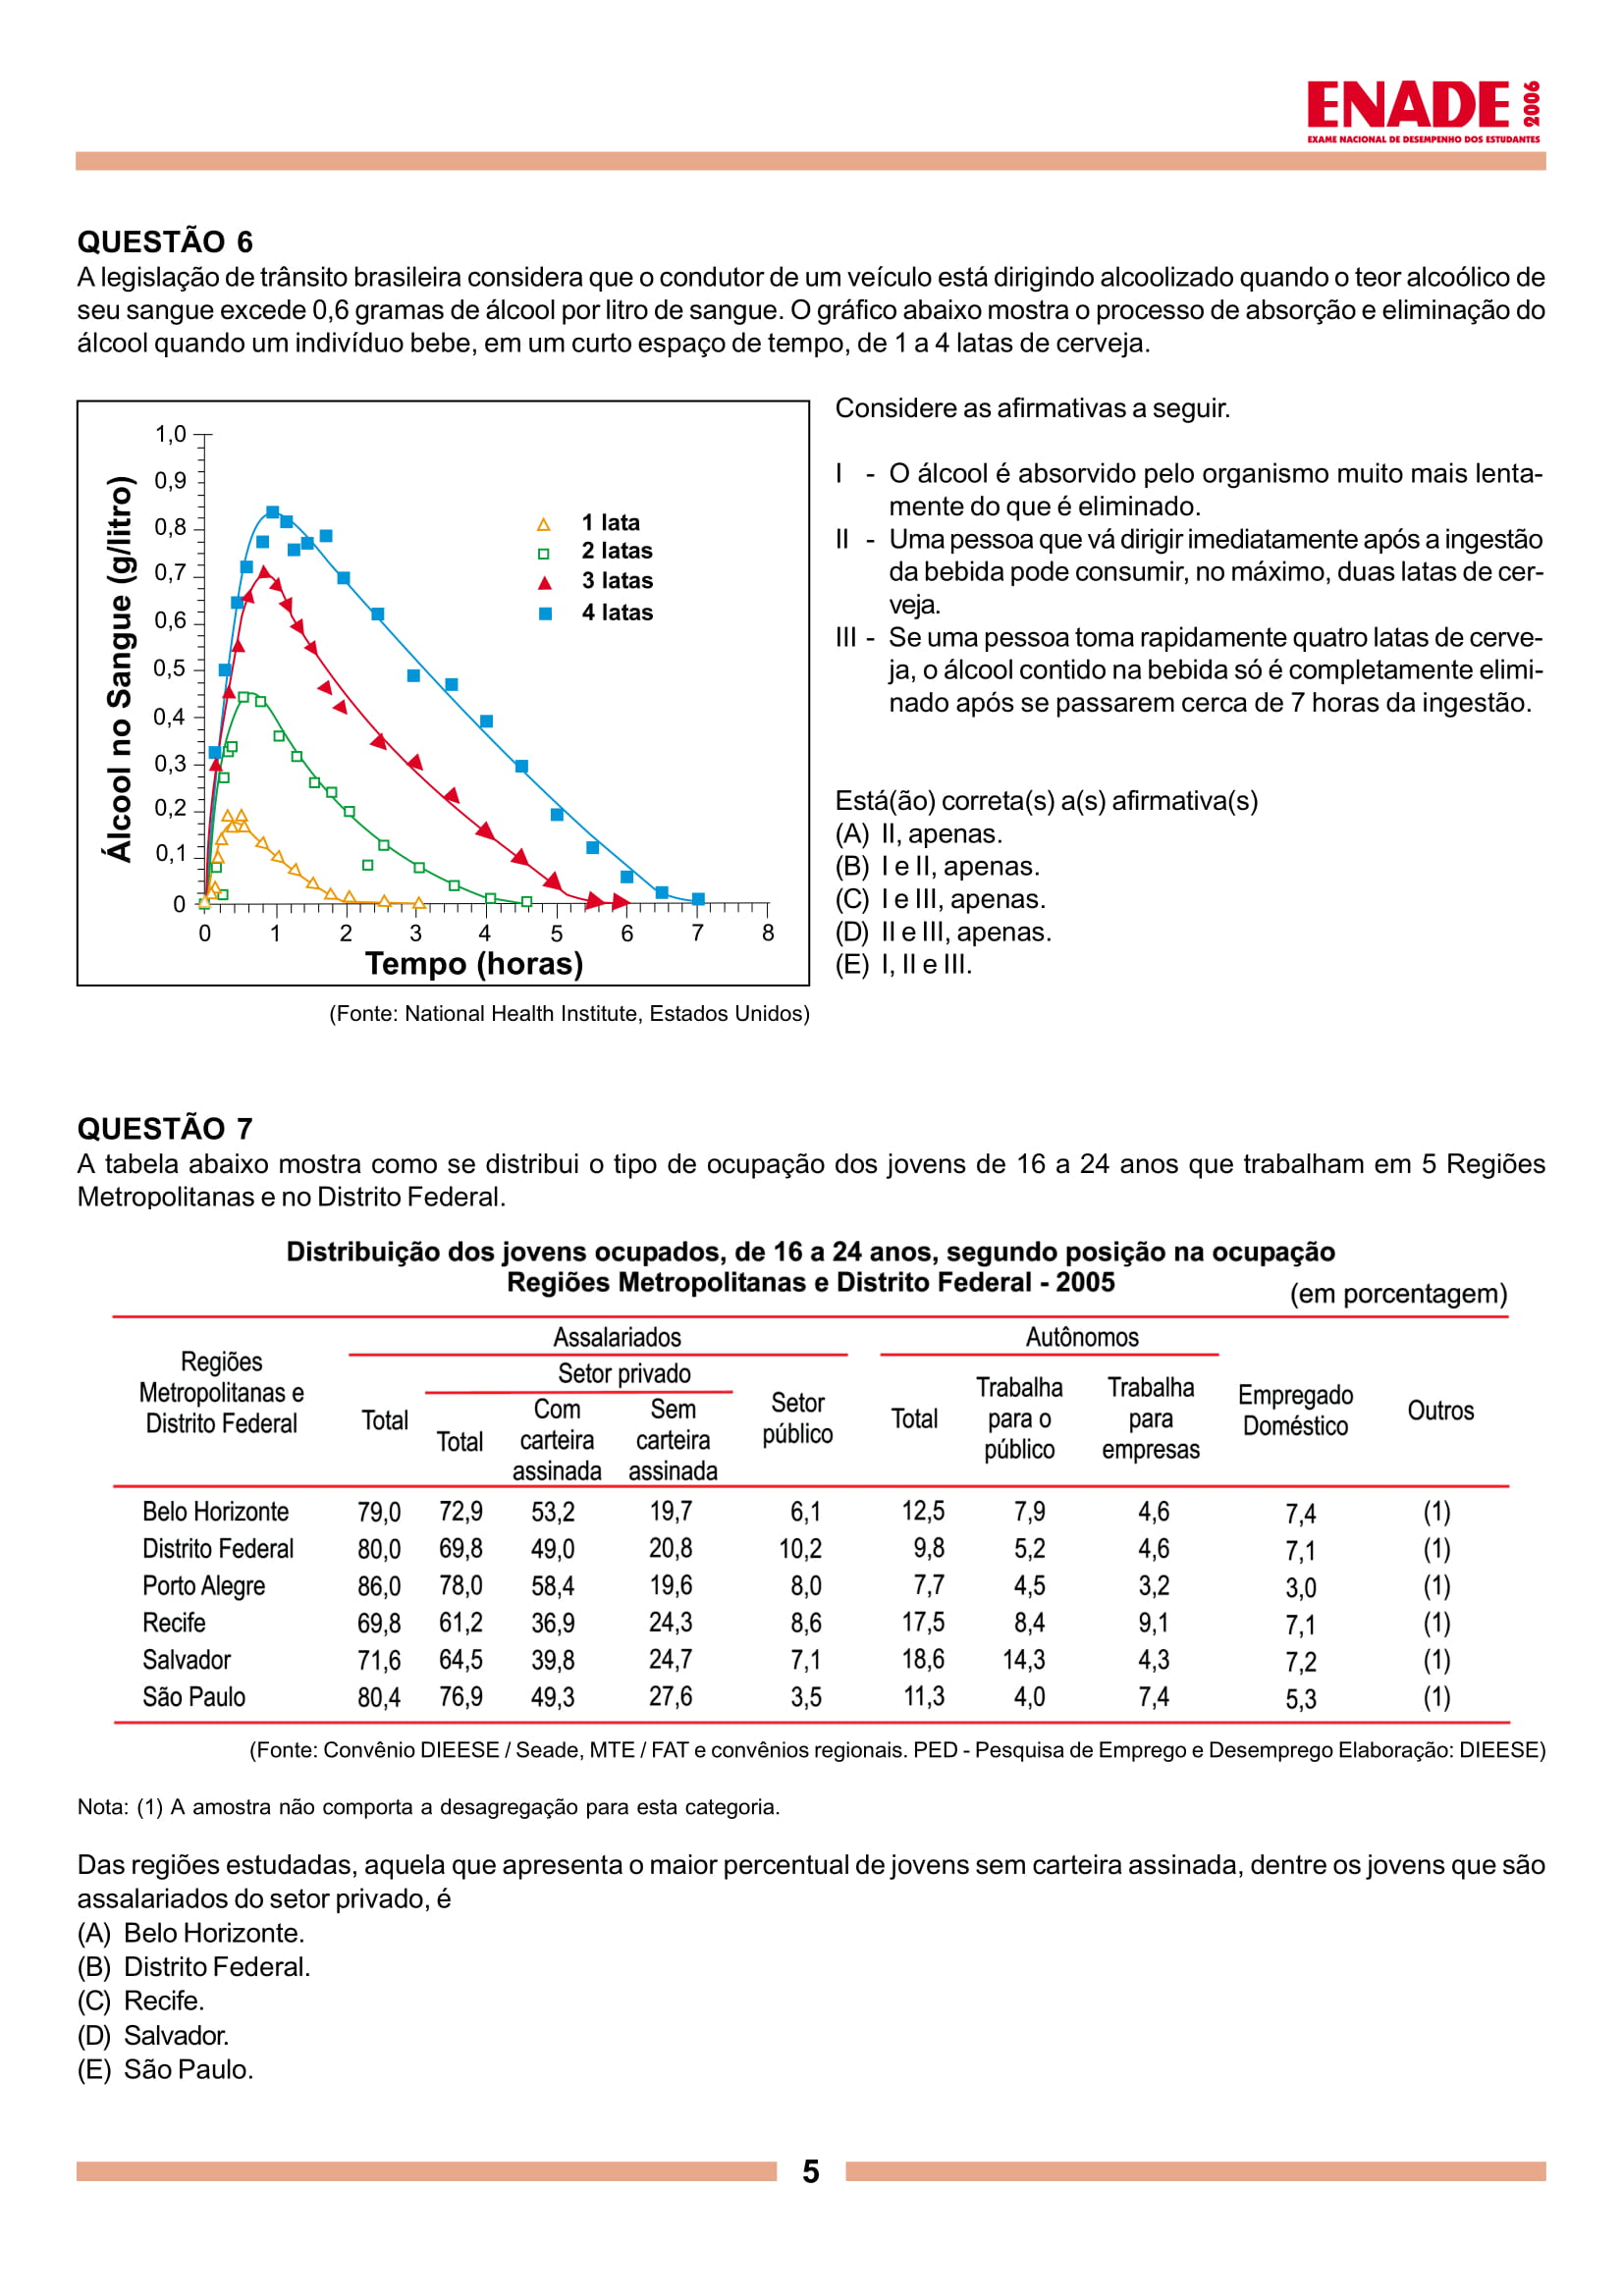 ENADE 2006
EXAME NACIONAL DE DESEMPENHO DOS ESTUDANTES
QUESTÃO 6
A legislação de trânsito brasileira considera que o condutor de um veículo está dirigindo alcoolizado quando o teor alcoólico de
seu sangue excede 0,6 gramas de álcool por litro de sangue. O gráfico abaixo mostra o processo de absorção e eliminação do
álcool quando um indivíduo bebe, em um curto espaço de tempo, de 1 a 4 latas de cerveja.
Álcool no Sangue (g/litro)
1,0
0,9
0,8
0,7
0,6
0,5
0,4
0,3
0,2
0,1
0
0 1 2 3 4 5 6 7 8
Tempo (horas)
1 lata
2 latas
3 latas
4 latas
(Fonte: National Health Institute, Estados Unidos)
Considere as afirmativas a seguir.
I - O álcool é absorvido pelo organismo muito mais lenta-
mente do que é eliminado.
II - Uma pessoa que vá dirigir imediatamente após a ingestão
da bebida pode consumir, no máximo, duas latas de cer-
veja.
III - Se uma pessoa toma rapidamente quatro latas de cerve-
ja, o álcool contido na bebida só é completamente elimi-
nado após se passarem cerca de 7 horas da ingestão.
Está(ão) correta(s) a(s) afirmativa(s)
(A) II, apenas.
(B) I e II, apenas.
(C) I e III, apenas.
(D) II e III, apenas.
(E) I, II e III.
QUESTÃO 7
A tabela abaixo mostra como se distribui o tipo de ocupação dos jovens de 16 a 24 anos que trabalham em 5 Regiões
Metropolitanas e no Distrito Federal.
Distribuição dos jovens ocupados, de 16 a 24 anos, segundo posição na ocupação
Regiões Metropolitanas e Distrito Federal - 2005
(em porcentagem)
Regiões
Metropolitanas e
Distrito Federal
Assalariados
Total
Setor privado
Total
Com
carteira
assinada
Sem
carteira
assinada
Setor
público
Autônomos
Total
Trabalha
para o
público
Trabalha
para
empresas
Empregado
Doméstico
Outros
Belo Horizonte 79,0 72,9 53,2 19,7 6,1 12,5 7,9 4,6 7,4 (1)
Distrito Federal 80,0 69,8 49,0 20,8 10,2 9,8 5,2 4,6 7,1 (1)
Porto Alegre 86,0 78,0 58,4 19,6 8,0 7,7 4,5 3,2 3,0 (1)
Recife 69,8 61,2 36,9 24,3 8,6 17,5 8,4 9,1 7,1 (1)
Salvador 71,6 64,5 39,8 24,7 7,1 18,6 14,3 4,3 7,2 (1)
São Paulo 80,4 76,9 49,3 27,6 3,5 11,3 4,0 7,4 5,3 (1)
(Fonte: Convênio DIEESE / Seade, MTE / FAT e convênios regionais. PED - Pesquisa de Emprego e Desemprego Elaboração: DIEESE)
Nota: (1) A amostra não comporta a desagregação para esta categoria.
Das regiões estudadas, aquela que apresenta o maior percentual de jovens sem carteira assinada, dentre os jovens que são
assalariados do setor privado, é
(A) Belo Horizonte.
(B) Distrito Federal.
(C) Recife.
(D) Salvador.
(E) São Paulo.
5